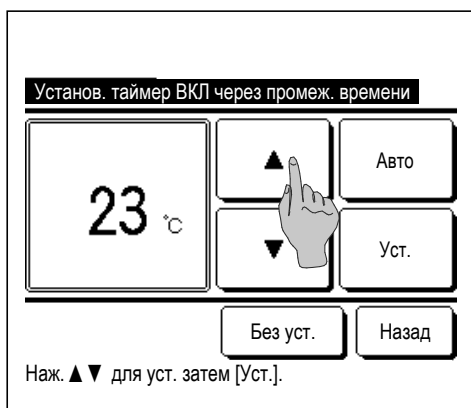 Установ. таймер ВКЛ через промеж. времени
▲ Авто
23 °C
▼ Уст.
Без уст. Назад
Наж. ▲▼ для уст. затем [Уст.].